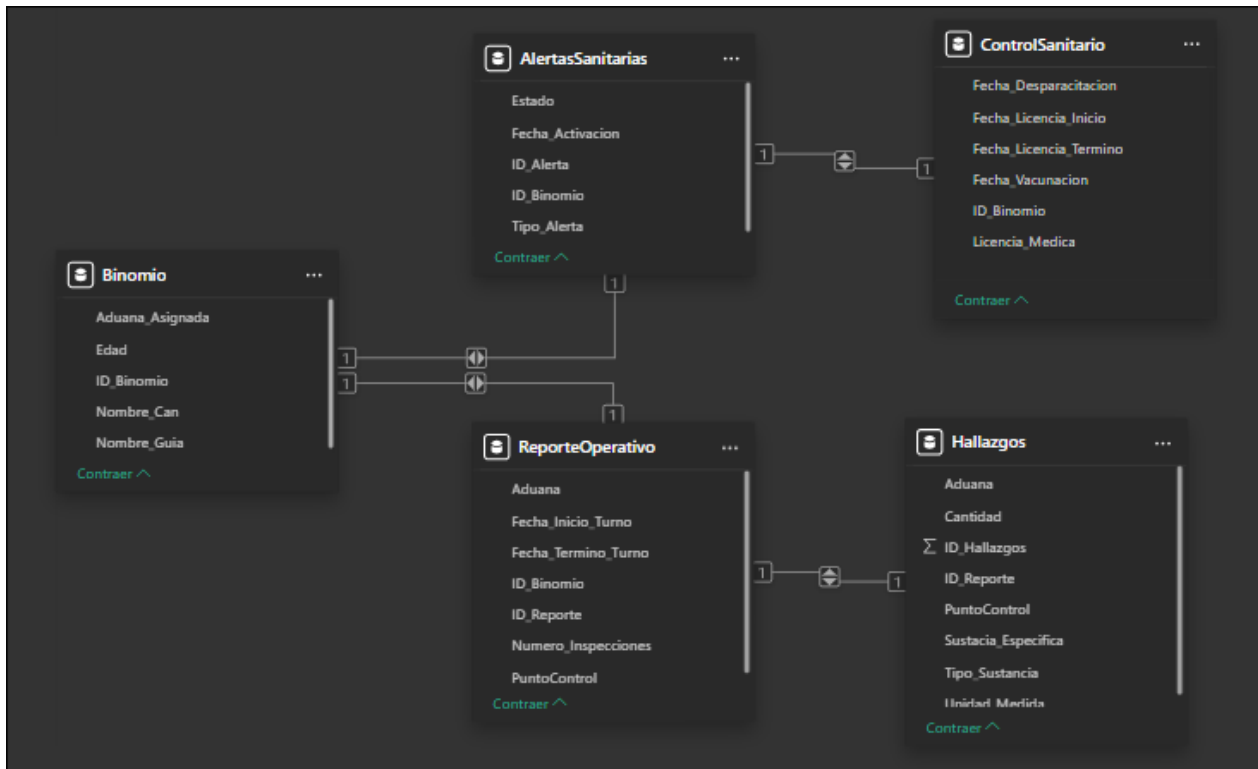 AlertasSanitarias ...
Estado
Fecha_Activacion
ID_Alerta
ID_Binomio
Tipo_Alerta
Contraer
ControlSanitario ...
Fecha_Desparacitacion
Fecha_Licencia_Inicio
Fecha_Licencia_Termino
Fecha_Vacunacion
ID_Binomio
Licencia_Medica
Contraer
1
1
1
Binomio ...
Aduana_Asignada
Edad
ID_Binomio
Nombre_Can
Nombre_Guia
Contraer
1
1
1
ReporteOperativo ...
Aduana
Fecha_Inicio_Turno
Fecha_Termino_Turno
ID_Binomio
ID_Reporte
Numero_Inspecciones
PuntoControl
Contraer
1
1
Hallazgos ...
Aduana
Cantidad
Σ ID_Hallazgos
ID_Reporte
PuntoControl
Sustacia_Especifica
Tipo_Sustancia
Unidad_Medida
Contraer